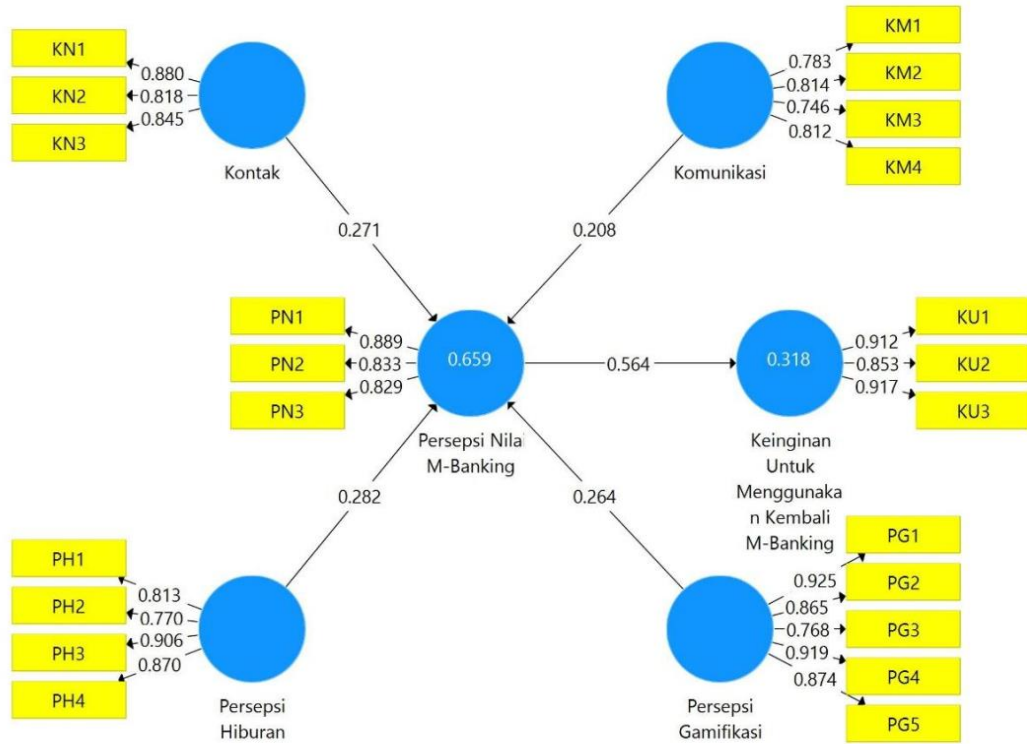 KN1
KN2
KN3
0.880
0.818
0.845
Kontak
KM1
KM2
KM3
KM4
0.783
0.814
0.746
0.812
Komunikasi
0.271
0.208
PN1
PN2
PN3
0.889
0.833
0.829
0.659
Persepsi Nilai
M-Banking
0.564
0.318
Keinginan
Untuk
Menggunaka
n Kembali
M-Banking
KU1
KU2
KU3
0.912
0.853
0.917
0.282
0.264
PH1
PH2
PH3
PH4
0.813
0.770
0.906
0.870
Persepsi
Hiburan
PG1
PG2
PG3
PG4
PG5
0.925
0.865
0.768
0.919
0.874
Persepsi
Gamifikasi